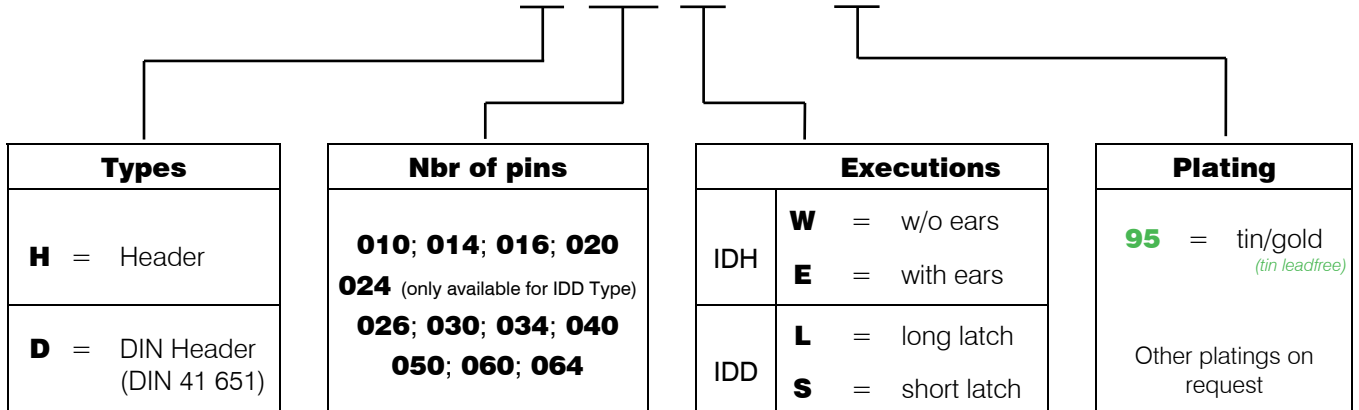 Types
H = Header
D = DIN Header
(DIN 41 651)
Nbr of pins
010; 014; 016; 020
024 (only available for IDD Type)
026; 030; 034; 040
050; 060; 064
Executions
IDH
W = w/o ears
E = with ears
IDD
L = long latch
S = short latch
Plating
95 = tin/gold
(tin leadfree)
Other platings on
request